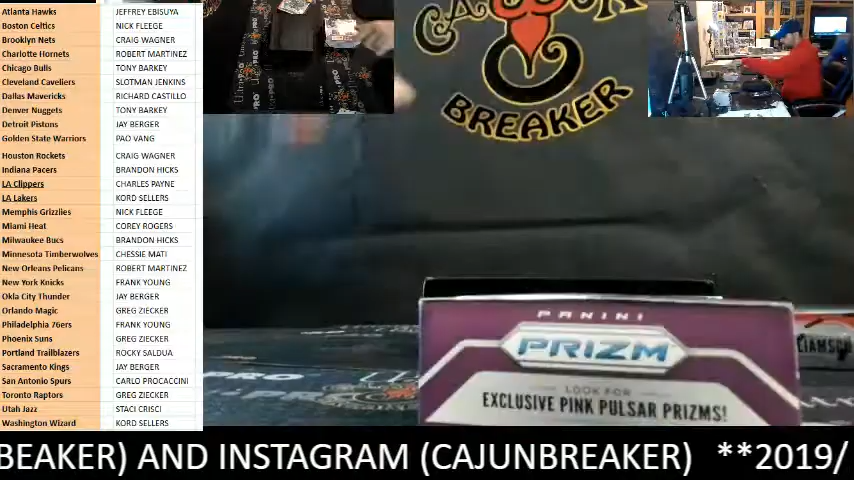 Atlanta Hawks JEFFREY EBISUYA
Boston Celtics NICK FLEEGE
Brooklyn Nets CRAIG WAGNER
Charlotte Hornets ROBERT MARTINEZ
Chicago Bulls TONY BARKEY
Cleveland Cavaliers SLOTMAN JENKINS
Dallas Mavericks RICHARD CASTILLO
Denver Nuggets TONY BARKEY
Detroit Pistons JAY BERGER
Golden State Warriors PAO VANG
Houston Rockets CRAIG WAGNER
Indiana Pacers BRANDON HICKS
LA Clippers CHARLES PAYNE
LA Lakers KORD SELLERS
Memphis Grizzlies NICK FLEEGE
Miami Heat COREY ROGERS
Milwaukee Bucs BRANDON HICKS
Minnesota Timberwolves CHESSIE MATI
New Orleans Pelicans ROBERT MARTINEZ
New York Knicks FRANK YOUNG
Okla City Thunder JAY BERGER
Orlando Magic GREG ZIECKER
Philadelphia 76ers FRANK YOUNG
Phoenix Suns GREG ZIECKER
Portland Trailblazers ROCKY SALDUA
Sacramento Kings JAY BERGER
San Antonio Spurs CARLO PROCACCINI
Toronto Raptors GREG ZIECKER
Utah Jazz STACI CRISCI
Washington Wizard KORD SELLERS
BREAKER
PANINI
PRIZM
LOOK FOR
EXCLUSIVE PINK PULSAR PRIZMS!
PRO
BEAKER) AND INSTAGRAM (CAJUNBREAKER) **2019/